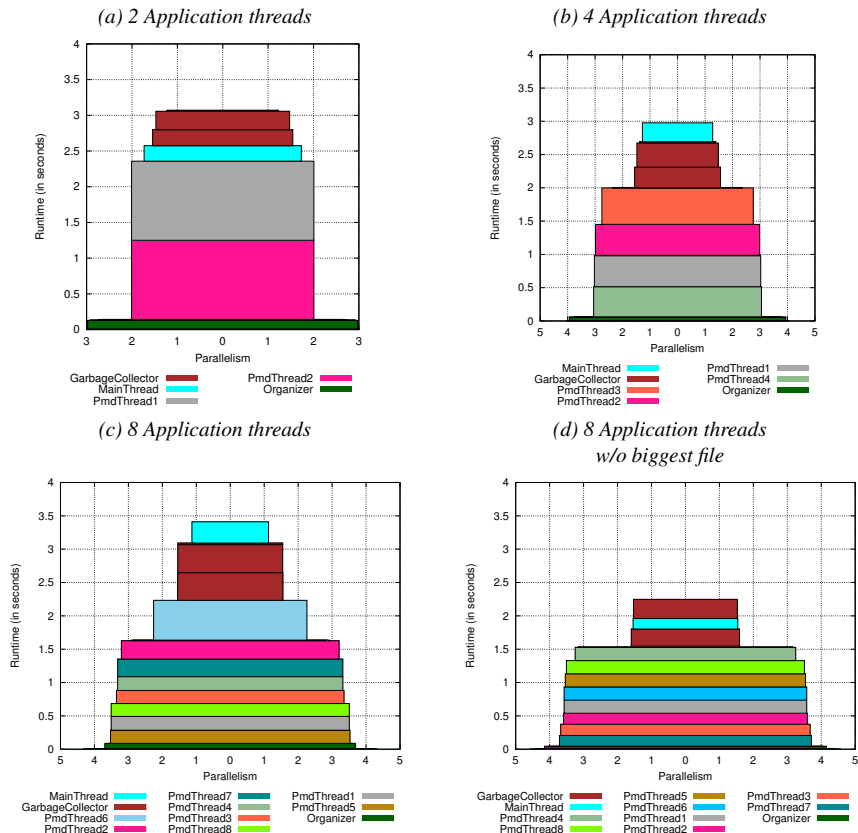 (a) 2 Application threads
4
3.5
3
2.5
2
1.5
1
0.5
0
Runtime (in seconds)
3 2 1 0 1 2 3
Parallelism
GarbageCollector
MainThread
PmdThread1
PmdThread2
Organizer
(b) 4 Application threads
4
3.5
3
2.5
2
1.5
1
0.5
0
Runtime (in seconds)
5 4 3 2 1 0 1 2 3 4 5
Parallelism
MainThread
GarbageCollector
PmdThread3
PmdThread2
PmdThread1
PmdThread4
Organizer
(c) 8 Application threads
4
3.5
3
2.5
2
1.5
1
0.5
0
Runtime (in seconds)
5 4 3 2 1 0 1 2 3 4 5
Parallelism
MainThread
GarbageCollector
PmdThread6
PmdThread2
PmdThread7
PmdThread4
PmdThread3
PmdThread8
PmdThread1
PmdThread5
Organizer
(d) 8 Application threads
w/o biggest file
4
3.5
3
2.5
2
1.5
1
0.5
0
Runtime (in seconds)
5 4 3 2 1 0 1 2 3 4 5
Parallelism
GarbageCollector
MainThread
PmdThread4
PmdThread8
PmdThread5
PmdThread6
PmdThread1
PmdThread2
PmdThread3
PmdThread7
Organizer